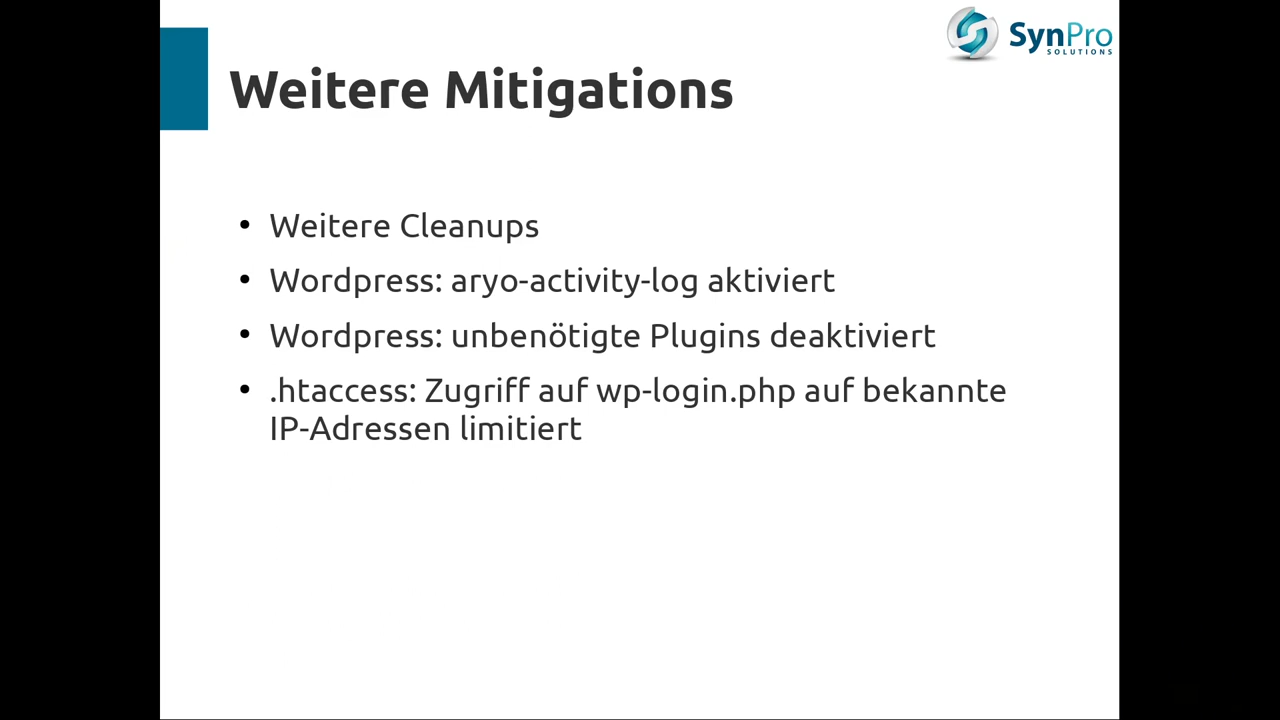 SynPro
SOLUTIONS
Weitere Mitigations
• Weitere Cleanups
• Wordpress: aryo-activity-log aktiviert
• Wordpress: unbenötigte Plugins deaktiviert
• .htaccess: Zugriff auf wp-login.php auf bekannte
IP-Adressen limitiert